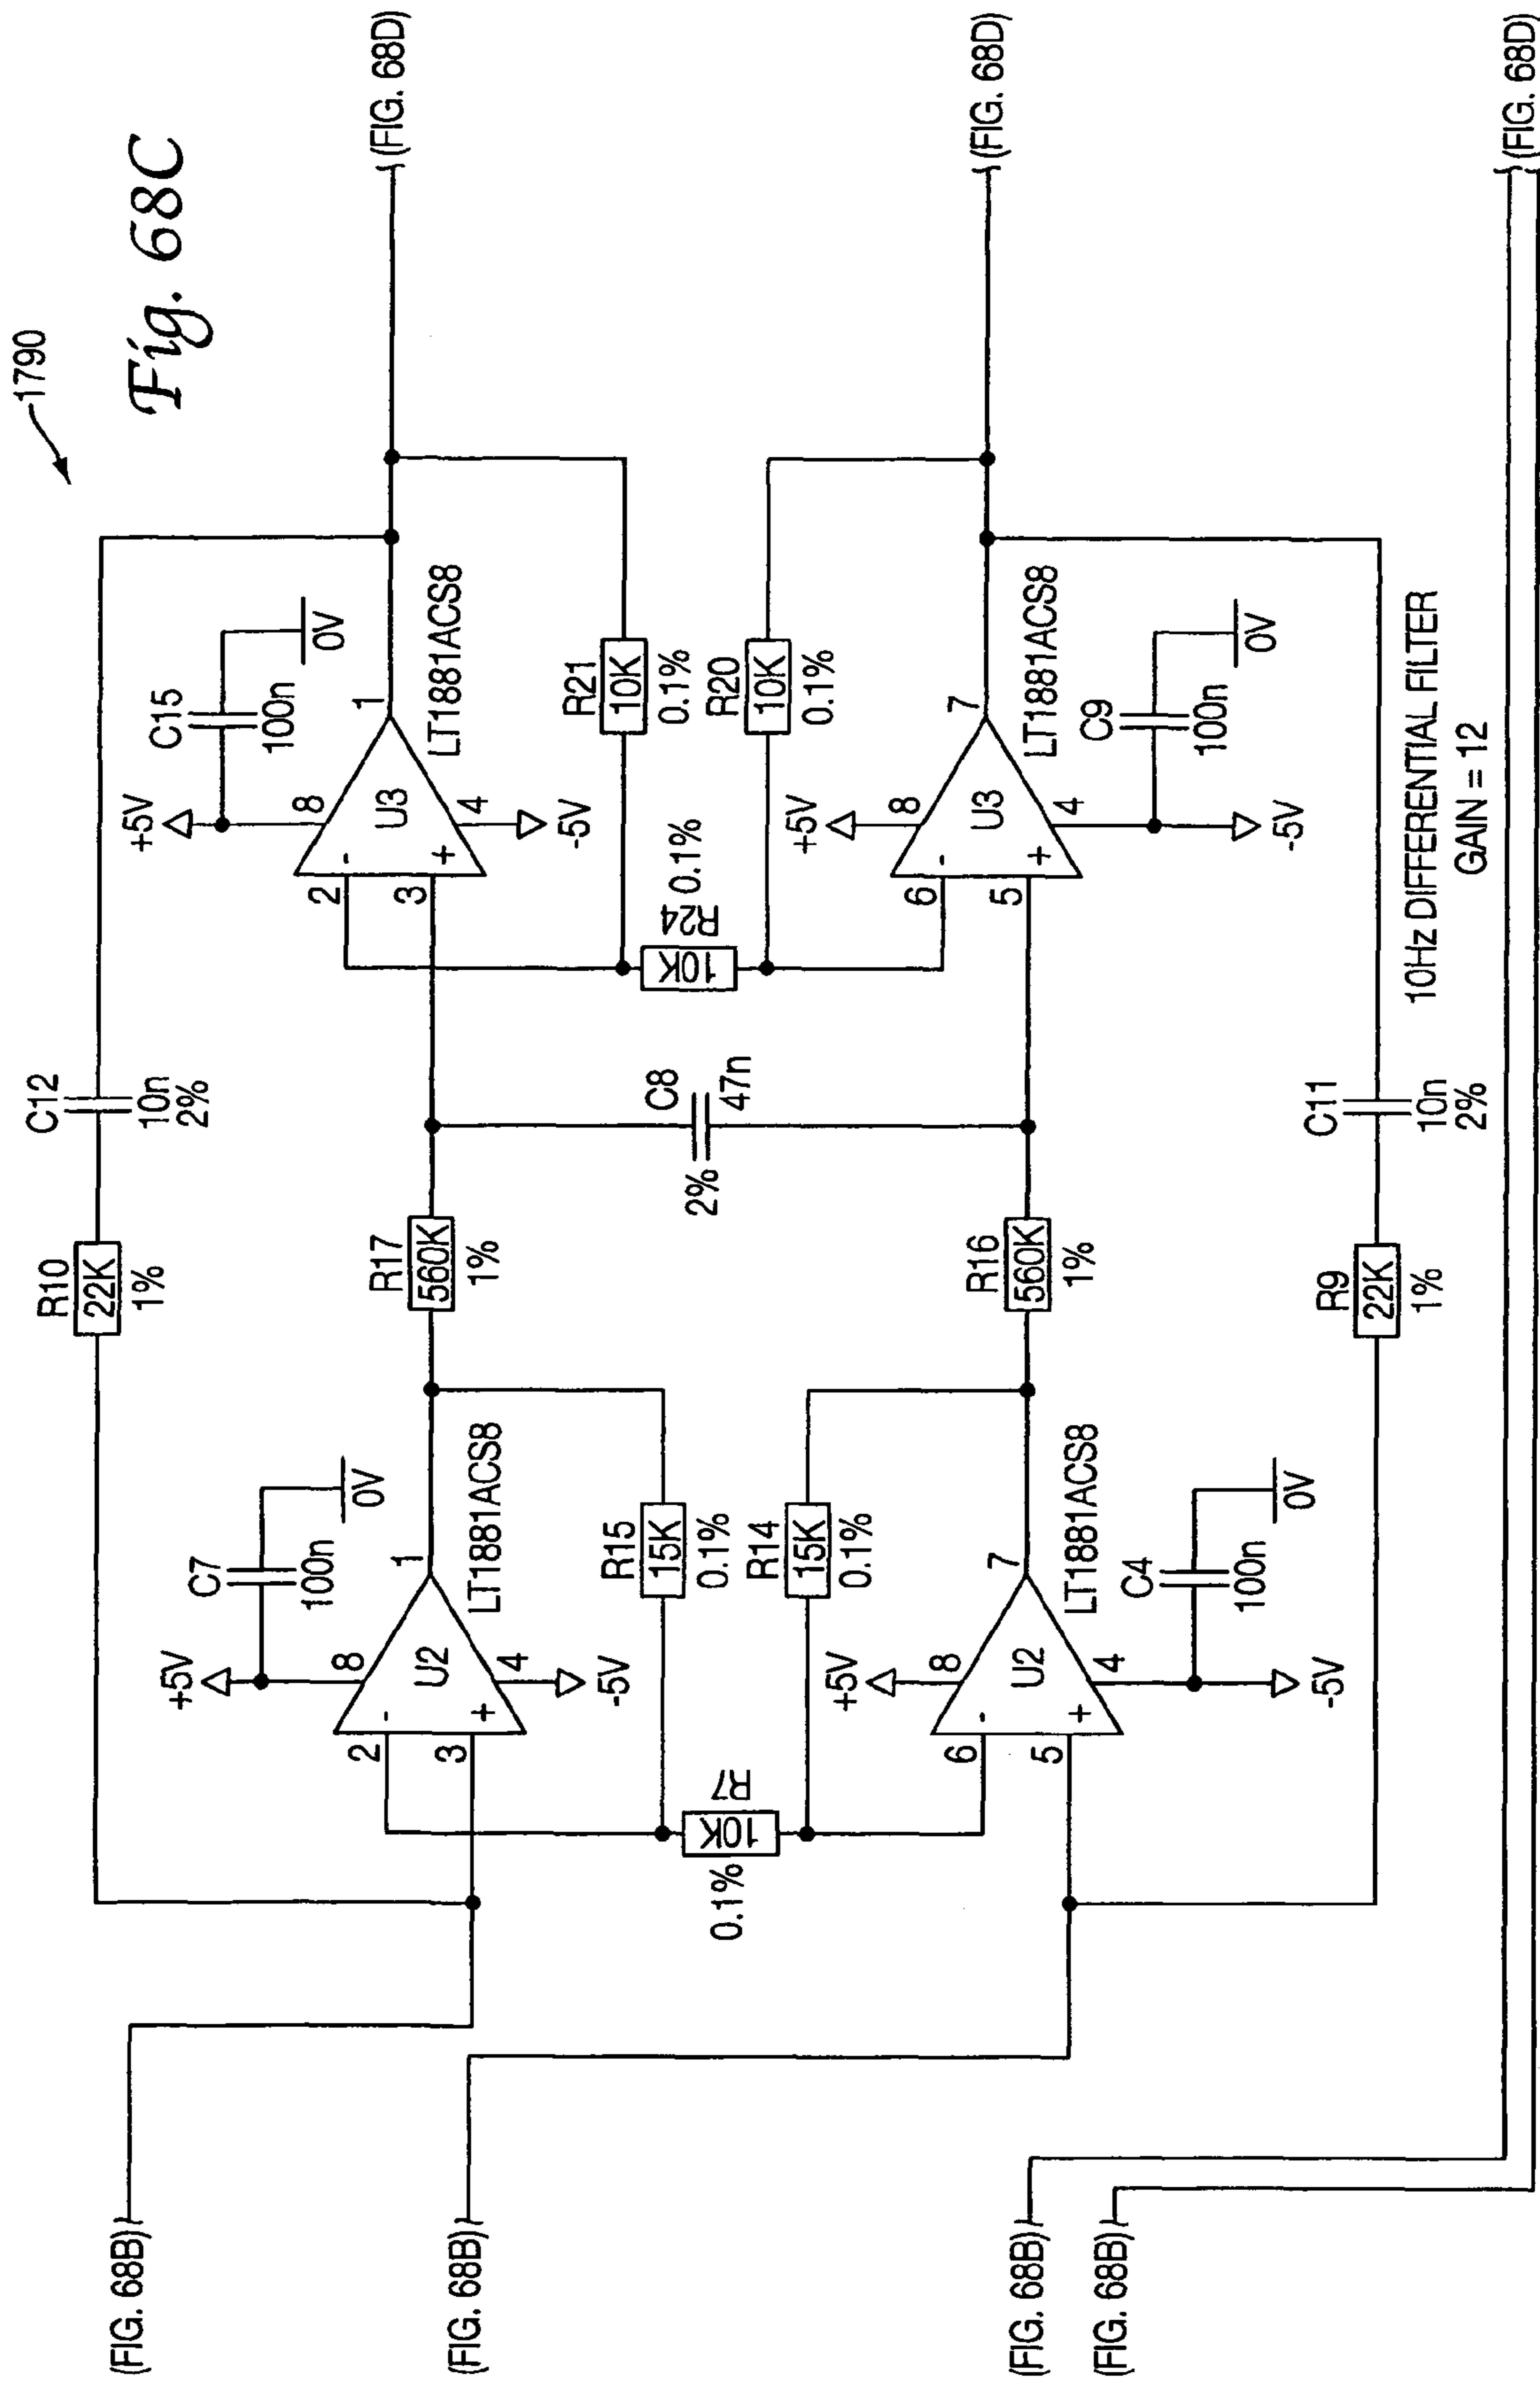 1790
Fig. 68C
R10
22K
1%
C12
10n
2%
(FIG. 68D)
C15
100n
+5V
0V
8
1
2
-
U3
LT1881ACS8
3
+
4
-5V
R21
10K
0.1%
C7
100n
+5V
0V
8
1
2
-
U2
LT1881ACS8
3
+
4
-5V
R15
15K
0.1%
R17
560K
1%
C8
47n
2%
R24
10K
0.1%
R7
10K
0.1%
R20
10K
0.1%
R14
15K
0.1%
(FIG. 68D)
+5V
8
7
6
-
U3
LT1881ACS8
5
+
4
C9
100n
0V
-5V
R16
560K
1%
+5V
8
7
6
-
U2
LT1881ACS8
5
+
4
C4
100n
0V
-5V
R9
22K
1%
C11
10n
2%
10Hz DIFFERENTIAL FILTER
GAIN = 12
(FIG. 68B)
(FIG. 68B)
(FIG. 68B)
(FIG. 68B)
(FIG. 68D)